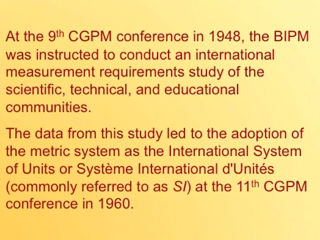 At the 9th CGPM conference in 1948, the BIPM
was instructed to conduct an international
measurement requirements study of the
scientific, technical, and educational
communities.
The data from this study led to the adoption of
the metric system as the International System
of Units or Système International d'Unités
(commonly referred to as SI) at the 11th CGPM
conference in 1960.